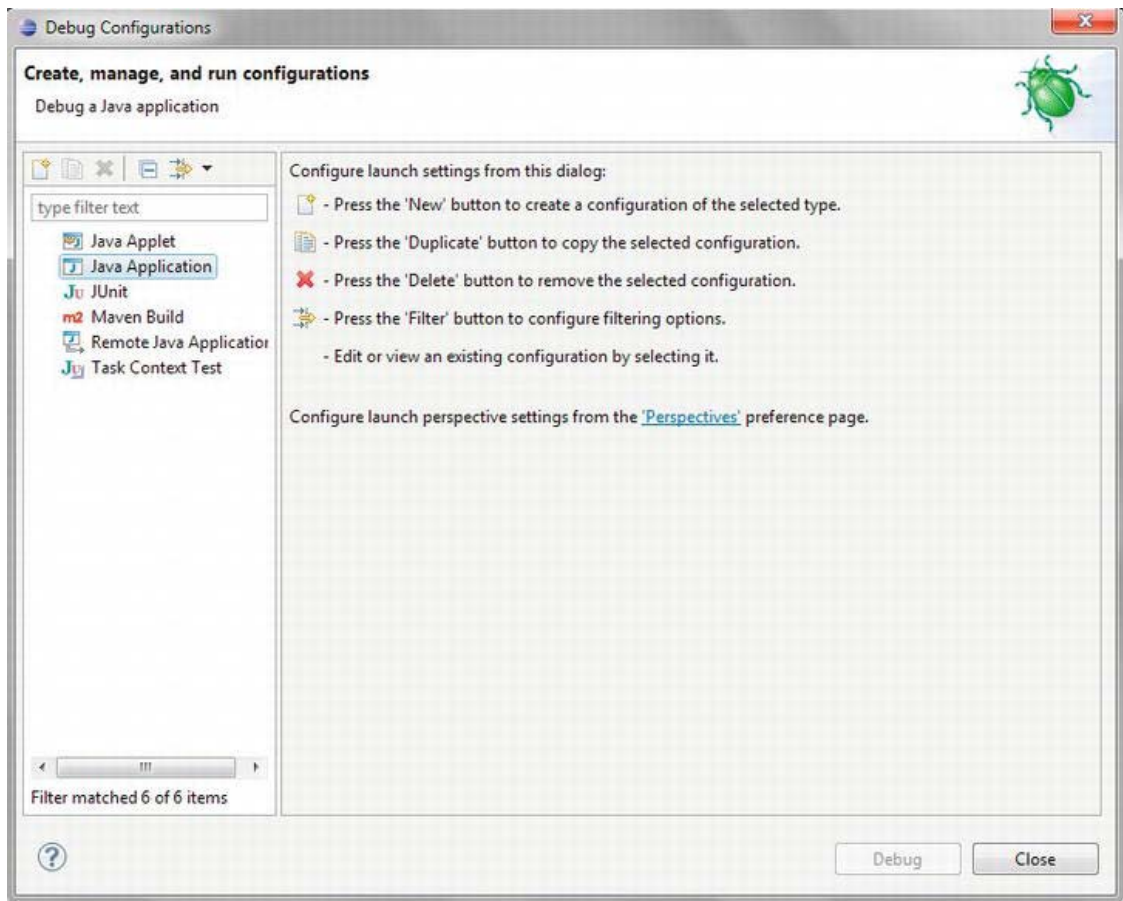 Debug Configurations
Create, manage, and run configurations
Debug a Java application
type filter text
Java Applet
Java Application
JUnit
m2 Maven Build
Remote Java Application
Task Context Test
Filter matched 6 of 6 items
Configure launch settings from this dialog:
- Press the 'New' button to create a configuration of the selected type.
- Press the 'Duplicate' button to copy the selected configuration.
- Press the 'Delete' button to remove the selected configuration.
- Press the 'Filter' button to configure filtering options.
- Edit or view an existing configuration by selecting it.
Configure launch perspective settings from the 'Perspectives' preference page.
Debug
Close